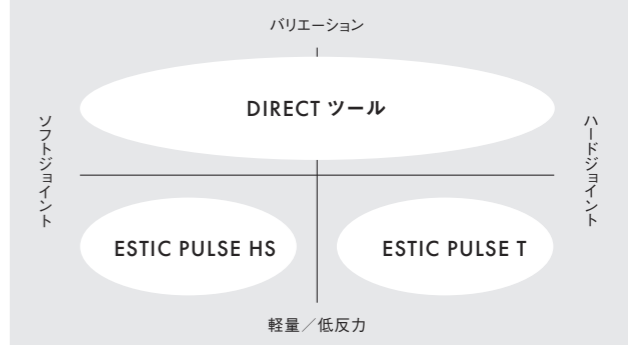 バリエーション
DIRECT ツール
ソフトジョイント
ハードジョイント
ESTIC PULSE HS
ESTIC PULSE T
軽量／低反力